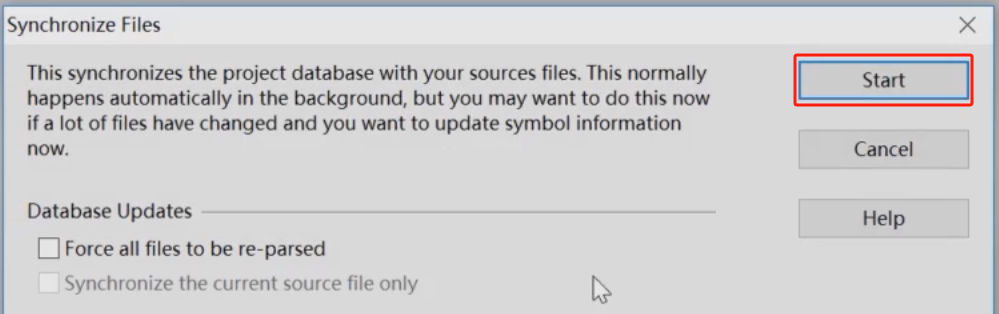 Synchronize Files
This synchronizes the project database with your sources files. This normally
happens automatically in the background, but you may want to do this now
if a lot of files have changed and you want to update symbol information
now.
Start
Cancel
Help
Database Updates
Force all files to be re-parsed
Synchronize the current source file only